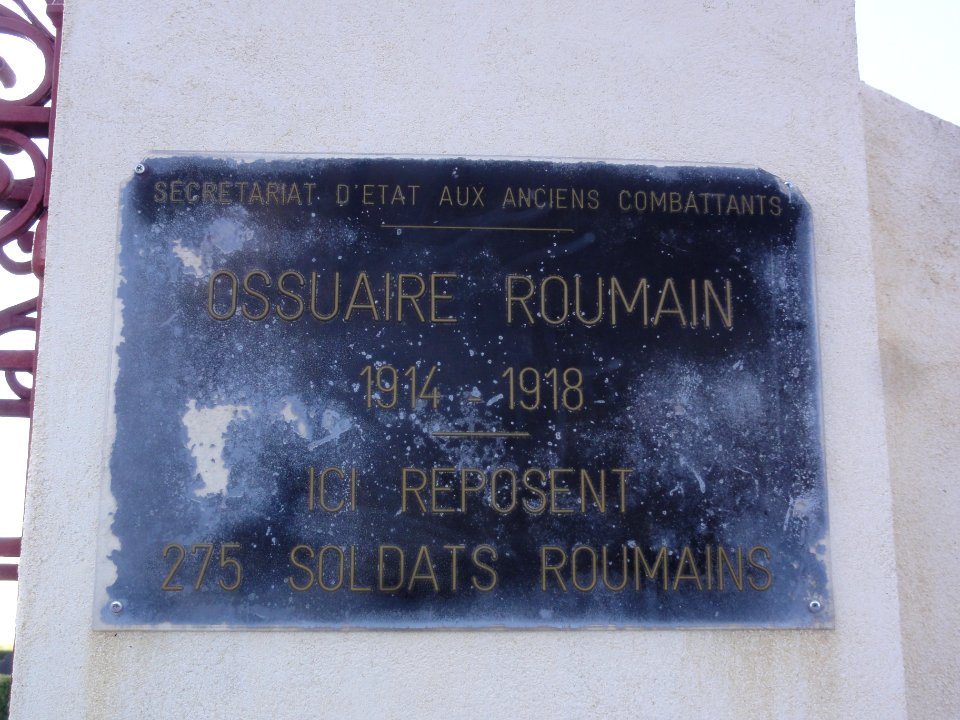 SECRETARIAT D'ETAT AUX ANCIENS COMBATTANTS
OSSUAIRE ROUMAIN
1914 - 1918
ICI REPOSENT
275 SOLDATS ROUMAINS